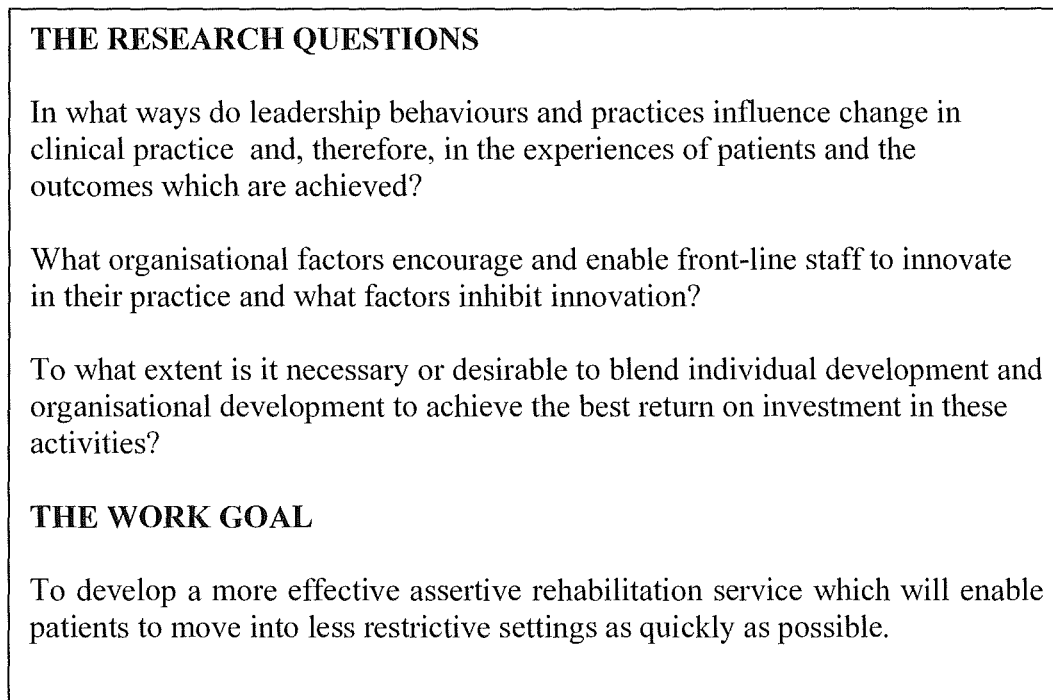 THE RESEARCH QUESTIONS
In what ways do leadership behaviours and practices influence change in
clinical practice and, therefore, in the experiences of patients and the
outcomes which are achieved?
What organisational factors encourage and enable front-line staff to innovate
in their practice and what factors inhibit innovation?
To what extent is it necessary or desirable to blend individual development and
organisational development to achieve the best return on investment in these
activities?
THE WORK GOAL
To develop a more effective assertive rehabilitation service which will enable
patients to move into less restrictive settings as quickly as possible.